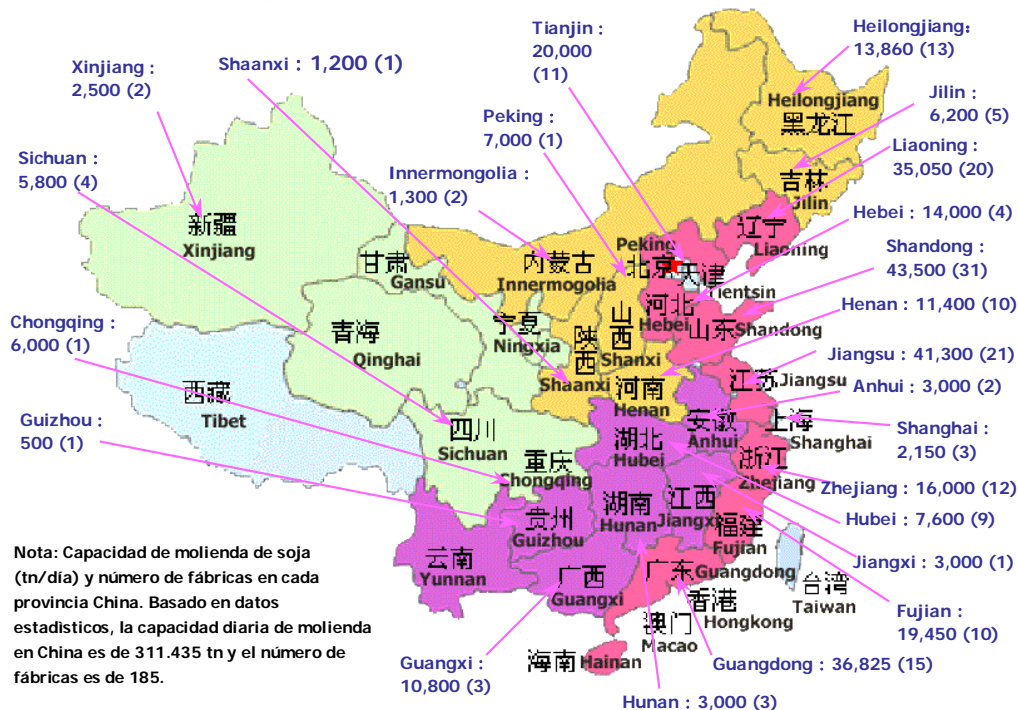 Tianjin :
20,000
(11)
Heilongjiang:
13,860 (13)
Xinjiang :
2,500 (2)
Shaanxi : 1,200 (1)
Jilin :
6,200 (5)
Peking :
7,000 (1)
Liaoning :
35,050 (20)
Sichuan :
5,800 (4)
Innermongolia :
1,300 (2)
Hebei : 14,000 (4)
Shandong :
43,500 (31)
Henan : 11,400 (10)
Chongqing :
6,000 (1)
Jiangsu : 41,300 (21)
Anhui : 3,000 (2)
Guizhou :
500 (1)
Shanghai :
2,150 (3)
Zhejiang : 16,000 (12)
Hubei : 7,600 (9)
Jiangxi : 3,000 (1)
Fujian :
19,450 (10)
Guangxi :
10,800 (3)
Guangdong : 36,825 (15)
Hunan : 3,000 (3)
Heilongjiang
黑龙江
吉林
Jilin
辽宁
Liaoning
新疆
Xinjiang
甘肃
Gansu
内蒙古
Innermogolia
Peking
北京
天津
Tientsin
河北
Hebei
山东
Shandong
山西
Shanxi
陕西
Shaanxi
宁夏
Ningxia
青海
Qinghai
西藏
Tibet
河南
Henan
江苏
Jiangsu
安徽
Anhui
上海
Shanghai
四川
Sichuan
重庆
Chongqing
湖北
Hubei
浙江
Zhejiang
湖南
Hunan
江西
Jiangxi
贵州
Guizhou
福建
Fujian
云南
Yunnan
广西
Guangxi
广东
Guangdong
台湾
Taiwan
香港
Hongkong
澳门
Macao
海南
Hainan
Nota: Capacidad de molienda de soja
(tn/día) y número de fábricas en cada
provincia China. Basado en datos
estadìsticos, la capacidad diaria de molienda
en China es de 311.435 tn y el número de
fábricas es de 185.